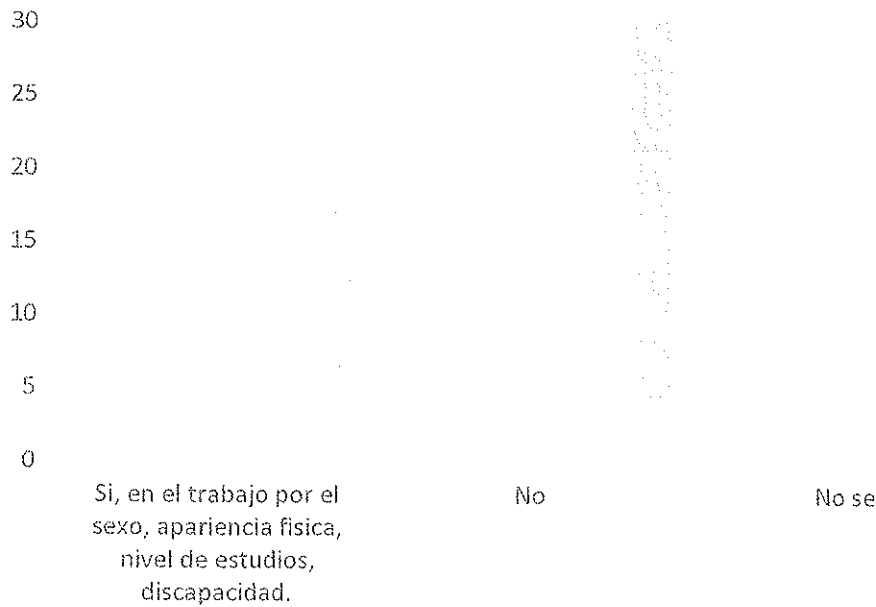 30
25
20
15
10
5
0
Si, en el trabajo por el
sexo, apariencia fisica,
nivel de estudios,
discapacidad.
No
No se